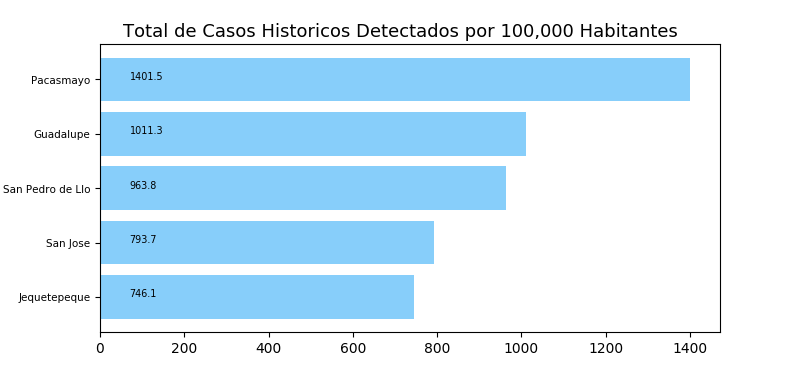 Total de Casos Historicos Detectados por 100,000 Habitantes
Pacasmayo 1401.5
Guadalupe 1011.3
San Pedro de Llo 963.8
San Jose 793.7
Jequetepeque 746.1
0 200 400 600 800 1000 1200 1400